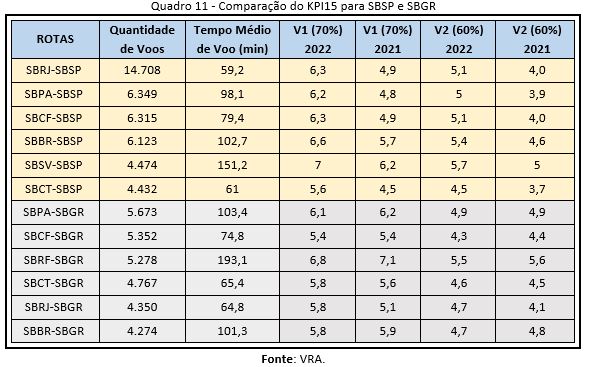 Quadro 11 - Comparação do KPI15 para SBSP e SBGR
ROTAS Quantidade de Voos Tempo Médio de Voo (min) V1 (70%) 2022 V1 (70%) 2021 V2 (60%) 2022 V2 (60%) 2021
SBRJ-SBSP 14.708 59,2 6,3 4,9 5,1 4,0
SBPA-SBSP 6.349 98,1 6,2 4,8 5 3,9
SBCF-SBSP 6.315 79,4 6,3 4,9 5,1 4,0
SBBR-SBSP 6.123 102,7 6,6 5,7 5,4 4,6
SBSV-SBSP 4.474 151,2 7 6,2 5,7 5
SBCT-SBSP 4.432 61 5,6 4,5 4,5 3,7
SBPA-SBGR 5.673 103,4 6,1 6,2 4,9 4,9
SBCF-SBGR 5.352 74,8 5,4 5,4 4,3 4,4
SBRF-SBGR 5.278 193,1 6,8 7,1 5,5 5,6
SBCT-SBGR 4.767 65,4 5,8 5,6 4,6 4,5
SBRJ-SBGR 4.350 64,8 5,8 5,1 4,7 4,1
SBBR-SBGR 4.274 101,3 5,8 5,9 4,7 4,8
Fonte: VRA.